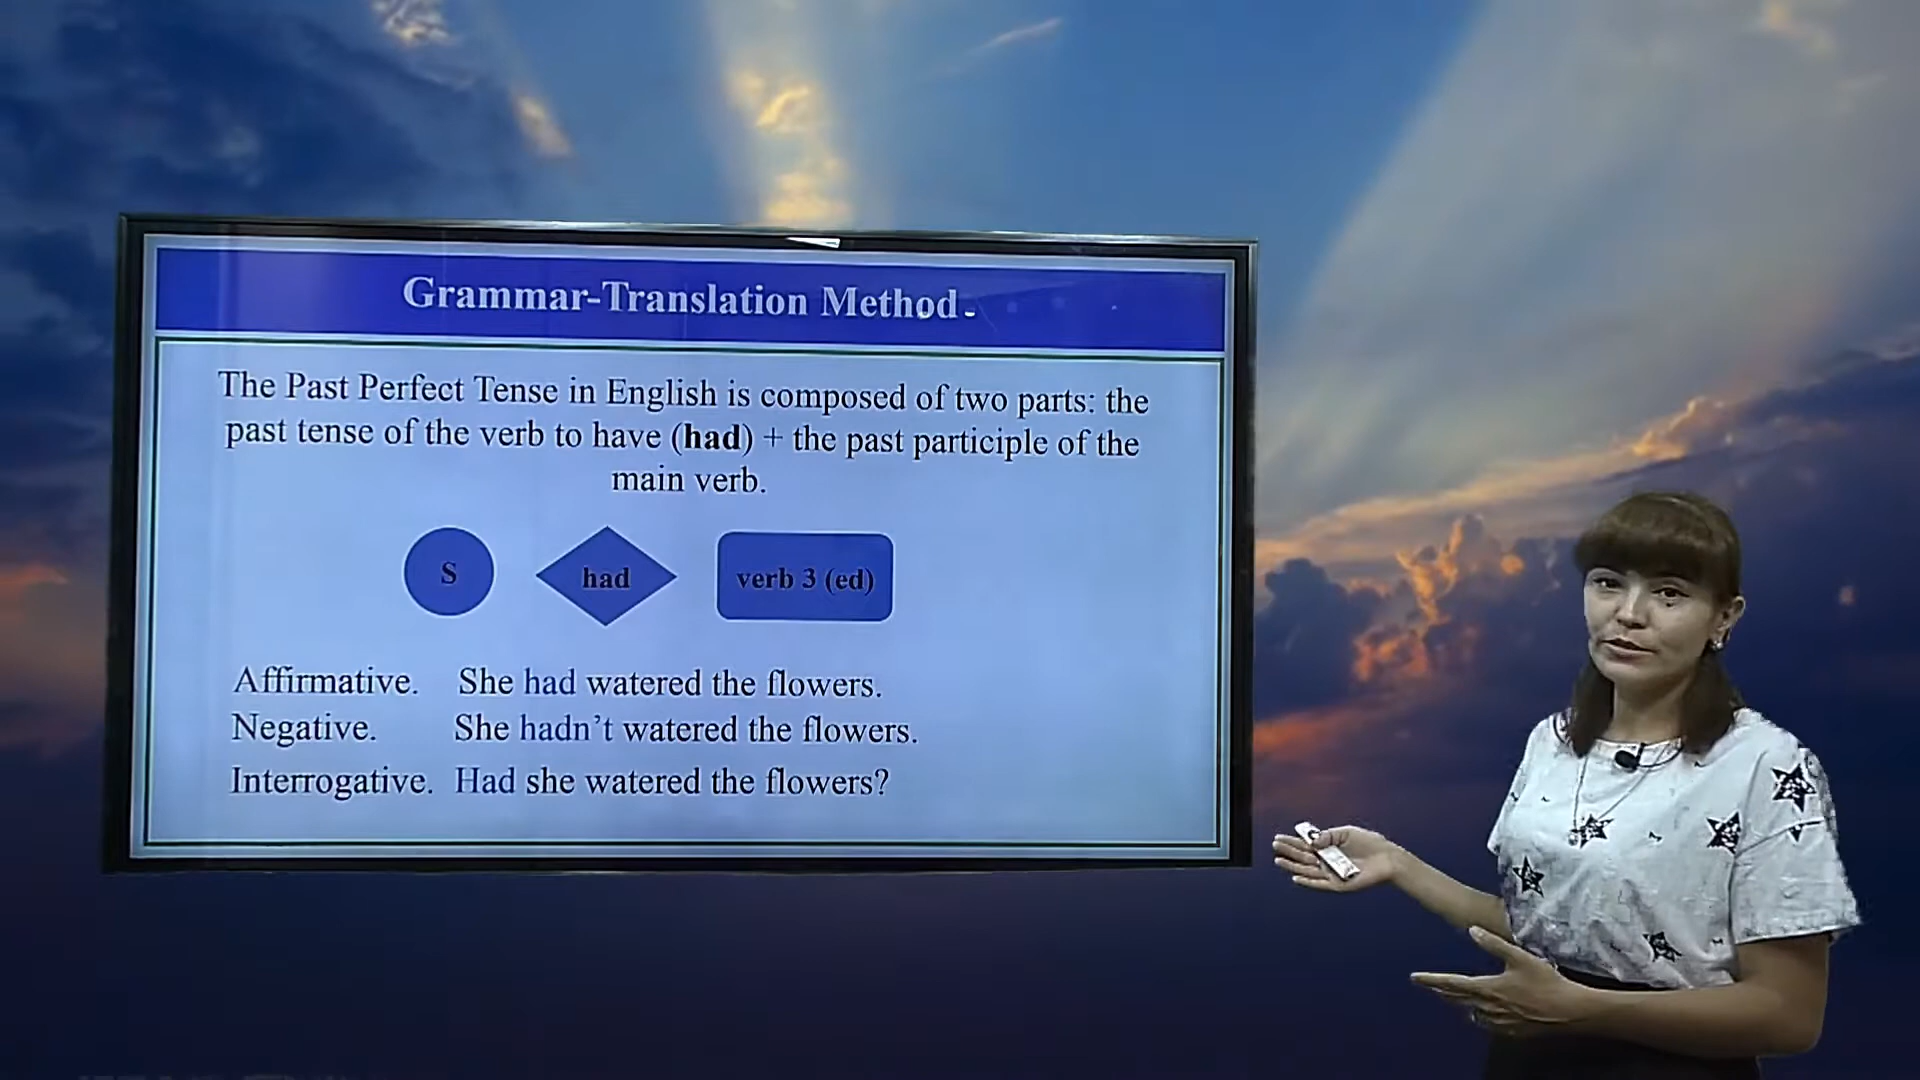 Grammar-Translation Method.
The Past Perfect Tense in English is composed of two parts: the
past tense of the verb to have (had) + the past participle of the
main verb.
S had verb 3 (ed)
Affirmative. She had watered the flowers.
Negative. She hadn't watered the flowers.
Interrogative. Had she watered the flowers?